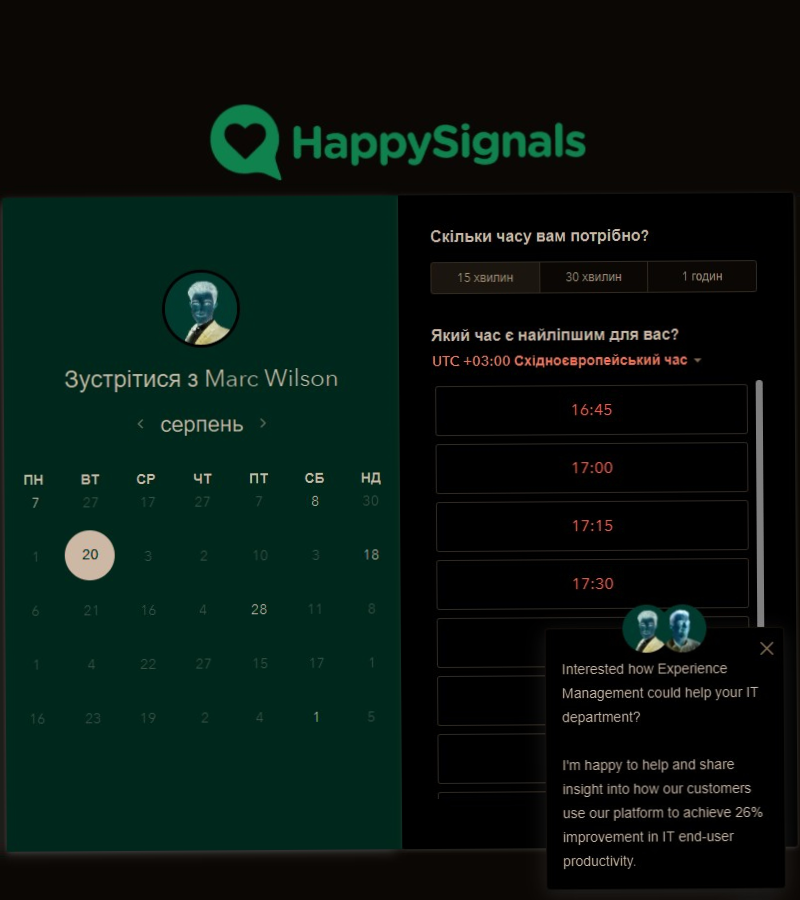 HappySignals
Зустрітися з Marc Wilson
серпень
ПН ВТ СР ЧТ ПТ СБ НД
7 27 17 27 7 8 30
1 20 3 2 10 3 18
6 21 16 4 28 11 8
1 4 22 27 15 17 1
16 23 19 2 4 1 5
Скільки часу вам потрібно?
15 хвилин 30 хвилин 1 годин
Який час є найліпшим для вас?
UTC +03:00 Східноєвропейський час
16:45
17:00
17:15
17:30
Interested how Experience
Management could help your IT
department?
I'm happy to help and share
insight into how our customers
use our platform to achieve 26%
improvement in IT end-user
productivity.